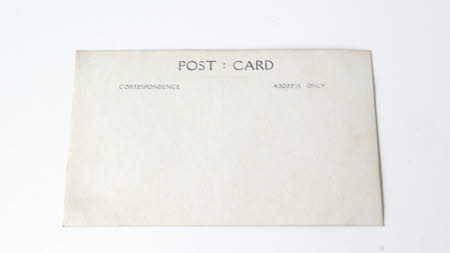 POST : CARD
CORRESPONDENCE ADDRESS ONLY